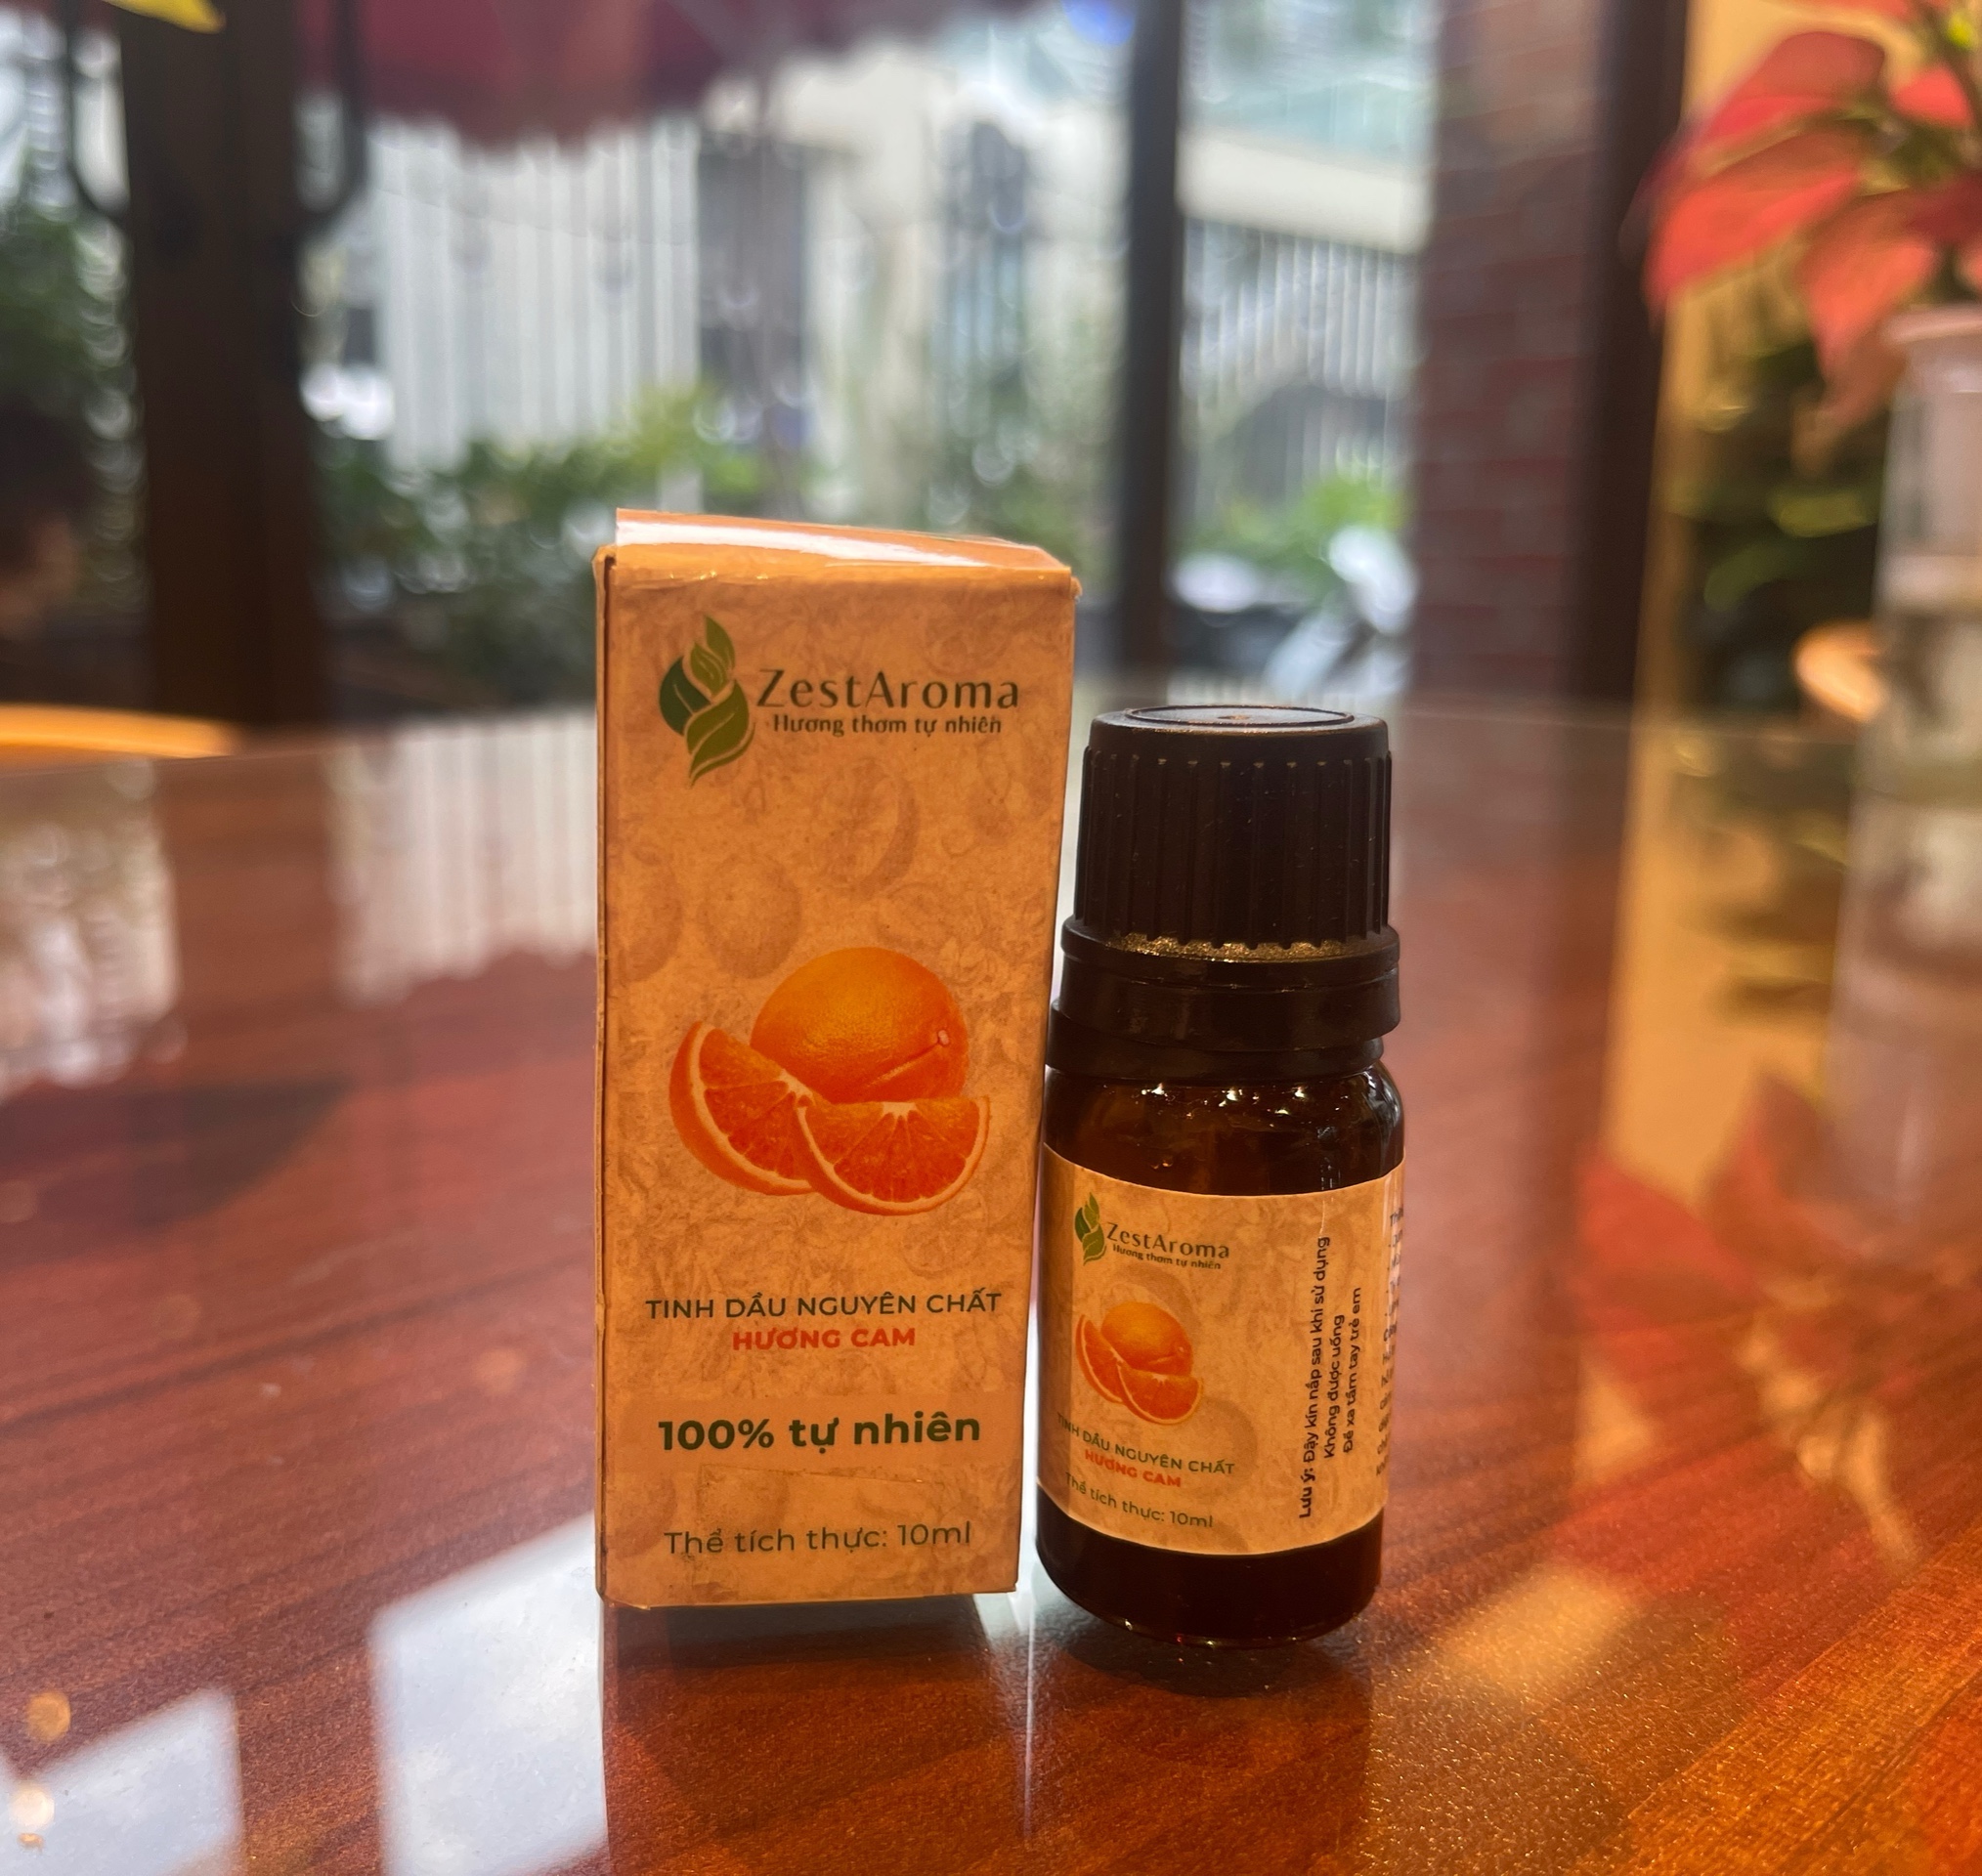 ZestAroma
Hương thơm tự nhiên
TINH DẦU NGUYÊN CHẤT
HƯƠNG CAM
100% tự nhiên
Thể tích thực: 10ml
ZestAroma
Hương thơm tự nhiên
TINH DẦU NGUYÊN CHẤT
HƯƠNG CAM
Thể tích thực: 10ml
Lưu ý: Đậy kín nắp sau khi sử dụng
Không được uống
Để xa tầm tay trẻ em